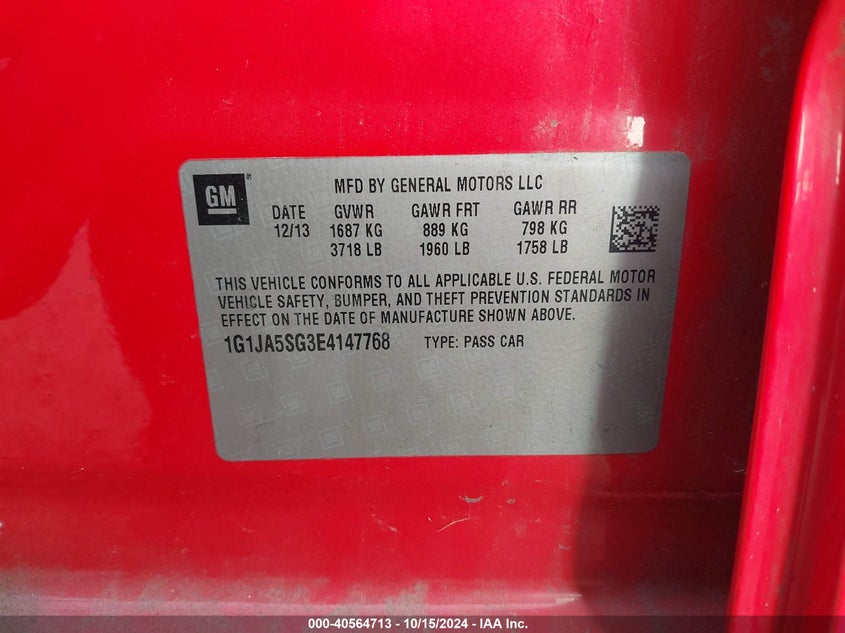 GM
MFD BY GENERAL MOTORS LLC
DATE GVWR GAWR FRT GAWR RR
12/13 1687 KG 889 KG 798 KG
3718 LB 1960 LB 1758 LB
THIS VEHICLE CONFORMS TO ALL APPLICABLE U.S. FEDERAL MOTOR
VEHICLE SAFETY, BUMPER, AND THEFT PREVENTION STANDARDS IN
EFFECT ON THE DATE OF MANUFACTURE SHOWN ABOVE.
1G1JA5SG3E4147768 TYPE: PASS CAR
000-40564713 - 10/15/2024 - IAA Inc.